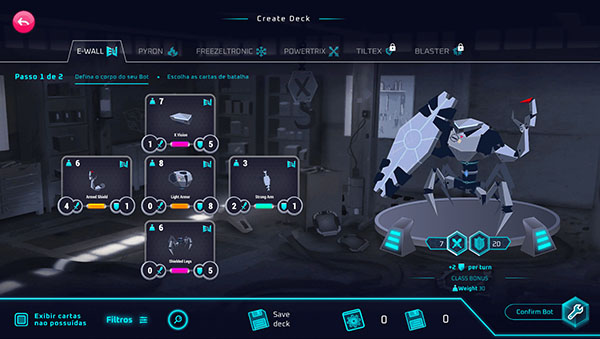 Create Deck
E-WALL PYRON FREEZELTRONIC POWERTRIX TILTEX BLASTER
Passo 1 de 2 Defina o corpo do seu Bot • Escolha as cartas de batalha
7
X Vision
1 5
6 8 3
Armed Shield Light Armor Strong Arm
4 1 0 8 2 1
6
Shielded Legs
0 5
7 20
+2 per turn
CLASS BONUS
Weight 30
Exibir cartas
nao possuídas
Filtros
Save
deck
0 0
Confirm Bot